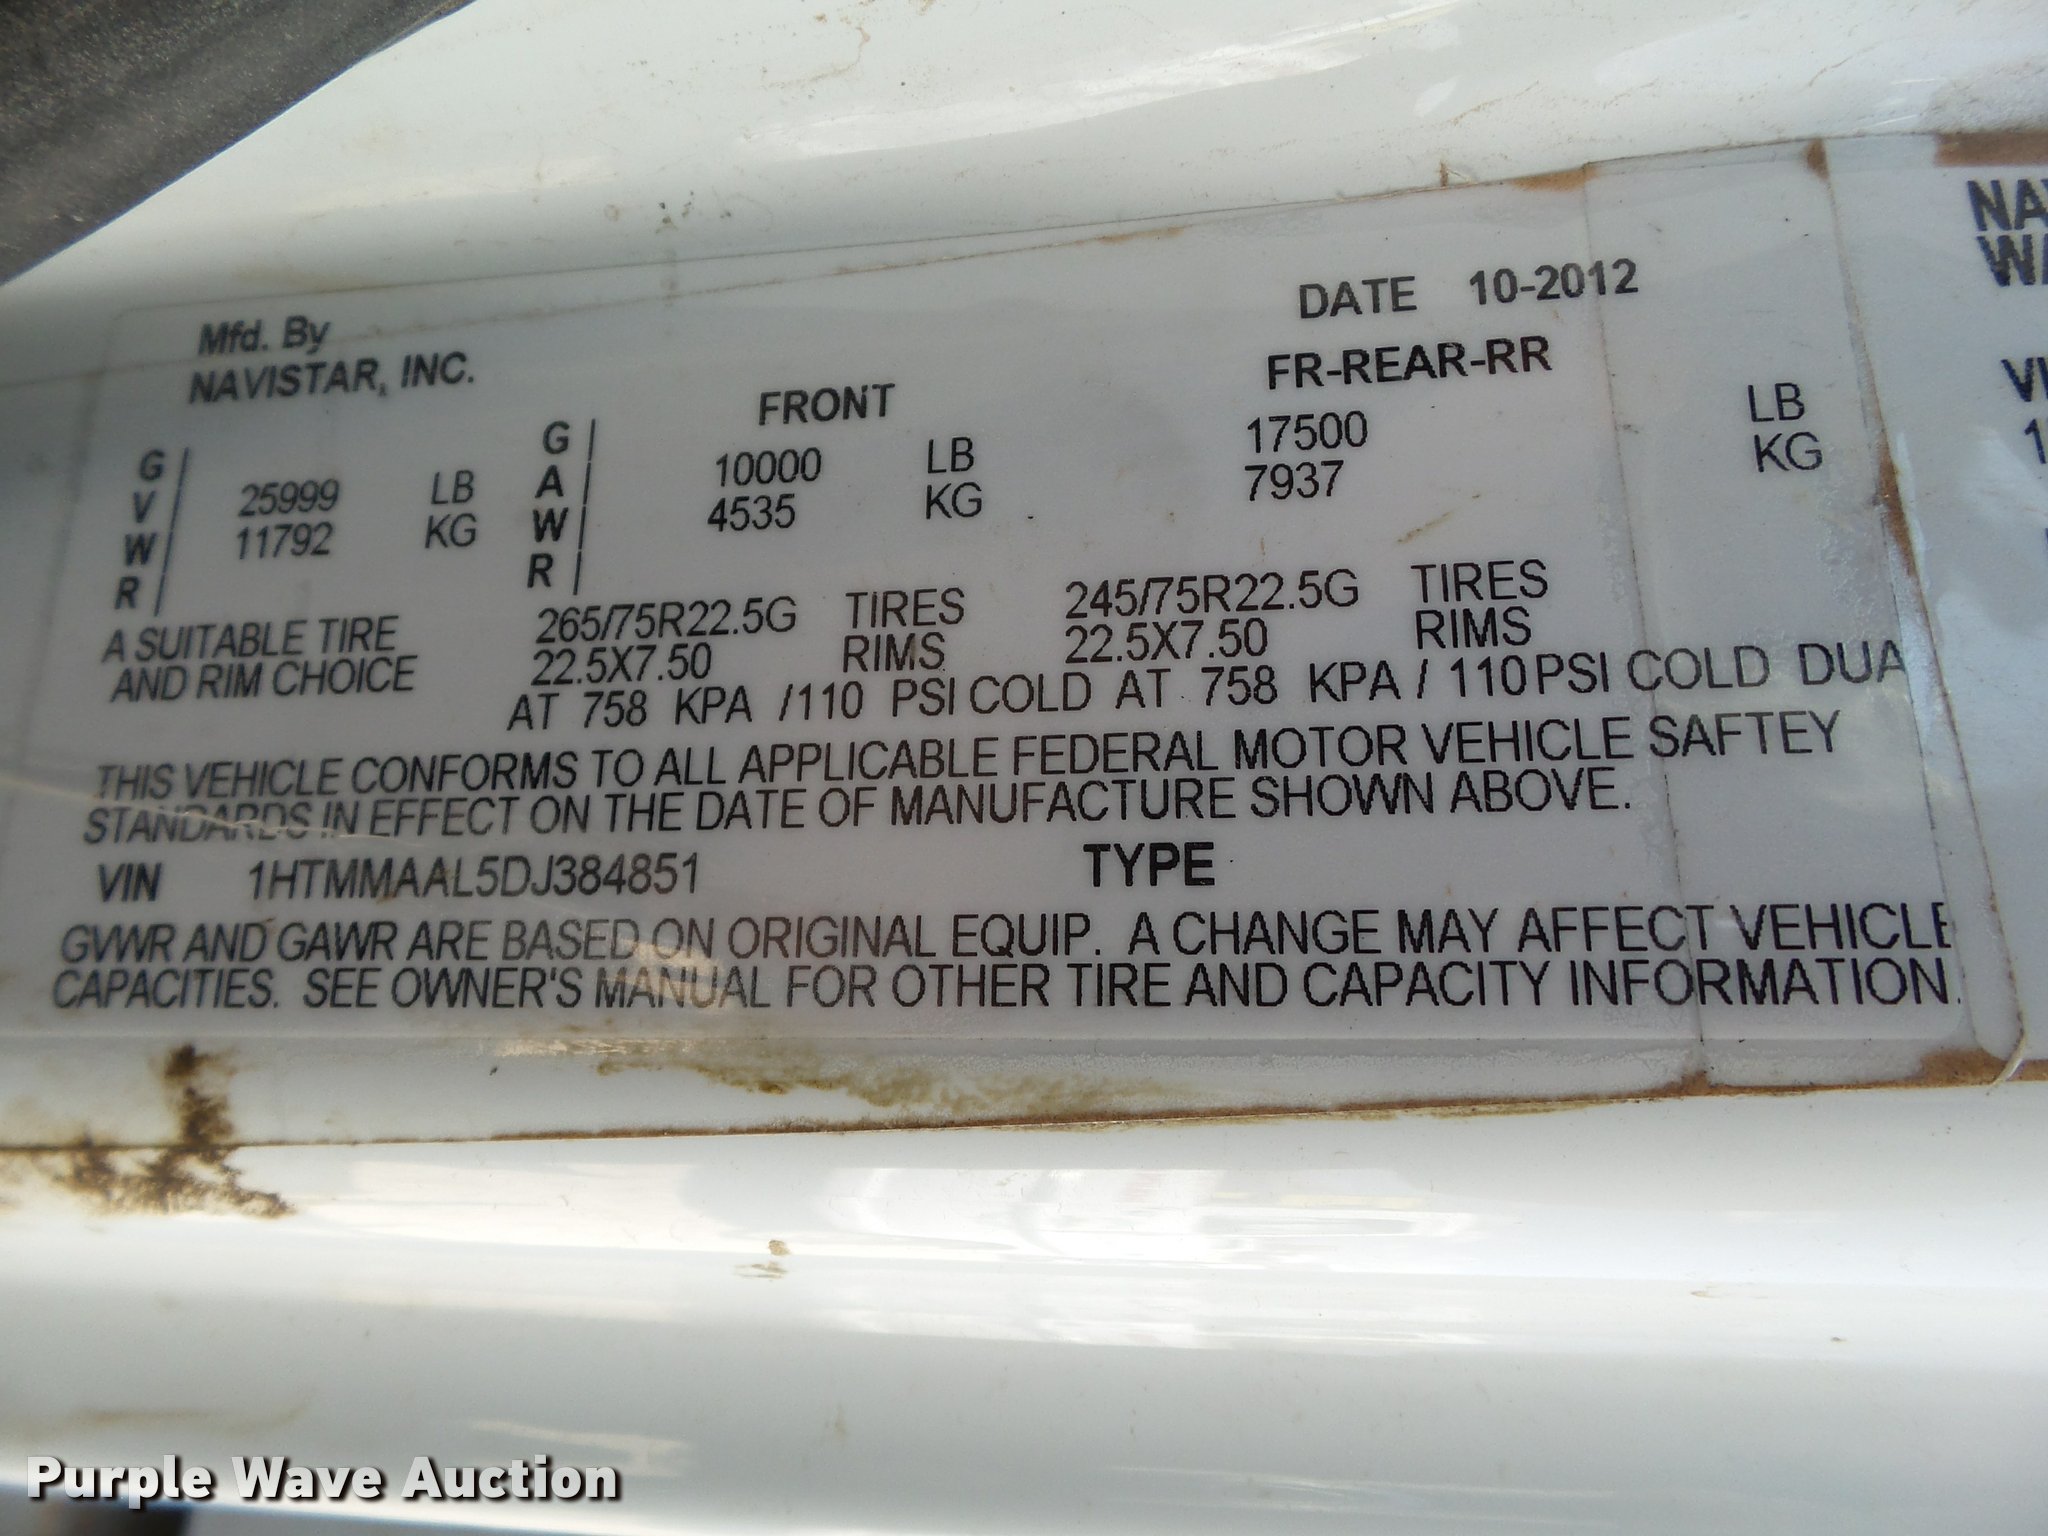 Mfd. By
NAVISTAR, INC.
DATE 10-2012
FRONT FR-REAR-RR
GVWR 25999 LB GAWR 10000 LB 17500 LB
11792 KG 4535 KG 7937 KG
A SUITABLE TIRE 265/75R22.5G TIRES 245/75R22.5G TIRES
AND RIM CHOICE 22.5X7.50 RIMS 22.5X7.50 RIMS
AT 758 KPA /110 PSI COLD AT 758 KPA / 110 PSI COLD DUA
THIS VEHICLE CONFORMS TO ALL APPLICABLE FEDERAL MOTOR VEHICLE SAFTEY
STANDARDS IN EFFECT ON THE DATE OF MANUFACTURE SHOWN ABOVE.
VIN 1HTMMAAL5DJ384851 TYPE
GVWR AND GAWR ARE BASED ON ORIGINAL EQUIP. A CHANGE MAY AFFECT VEHICLE
CAPACITIES. SEE OWNER'S MANUAL FOR OTHER TIRE AND CAPACITY INFORMATION.
Purple Wave Auction